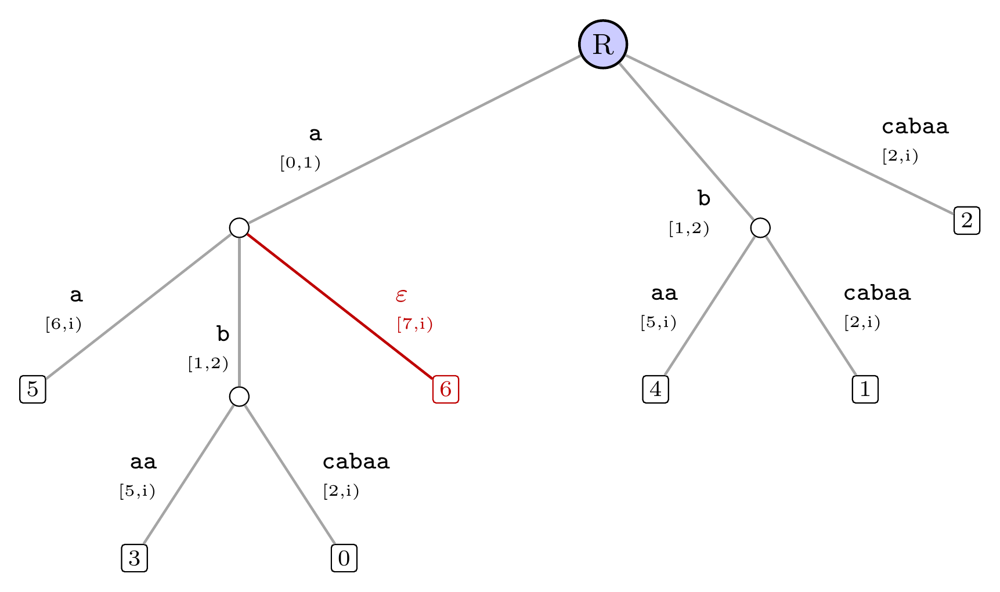 R
a
[0,1)
b
[1,2)
cabaa
[2,i)
2
a
[6,i)
b
[1,2)
ε
[7,i)
aa
[5,i)
cabaa
[2,i)
5
6
4
1
aa
[5,i)
cabaa
[2,i)
3
0